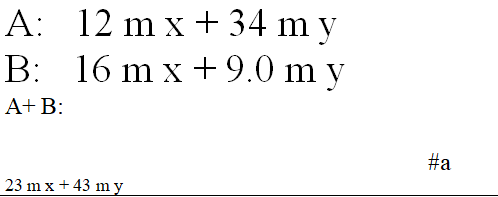 A: 12 m x + 34 m y
B: 16 m x + 9.0 m y
A+ B:
#a
23 m x + 43 m y